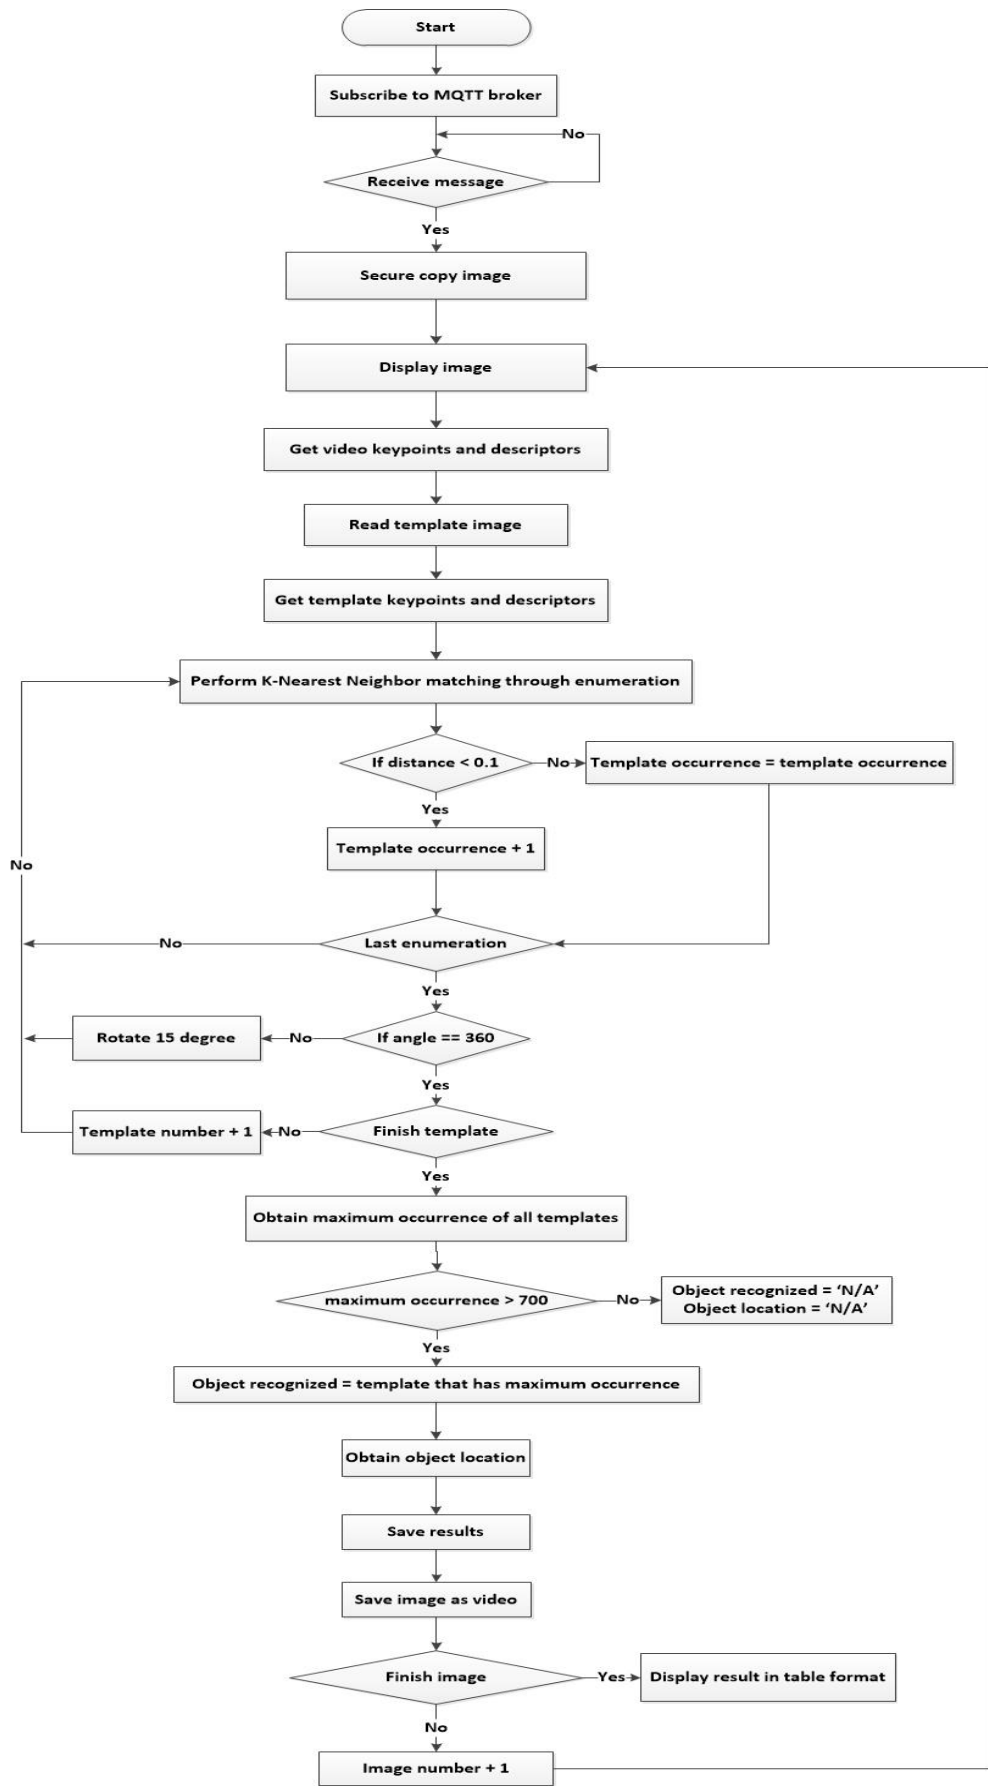 Start
Subscribe to MQTT broker
No
Receive message
Yes
Secure copy image
Display image
Get video keypoints and descriptors
Read template image
Get template keypoints and descriptors
Perform K-Nearest Neighbor matching through enumeration
If distance < 0.1
No
Template occurrence = template occurrence
Yes
Template occurrence + 1
No
Last enumeration
No
Yes
If angle == 360
No
Rotate 15 degree
Yes
Finish template
No
Template number + 1
Yes
Obtain maximum occurrence of all templates
maximum occurrence > 700
No
Object recognized = ‘N/A’
Object location = ‘N/A’
Yes
Object recognized = template that has maximum occurrence
Obtain object location
Save results
Save image as video
Finish image
Yes
Display result in table format
No
Image number + 1